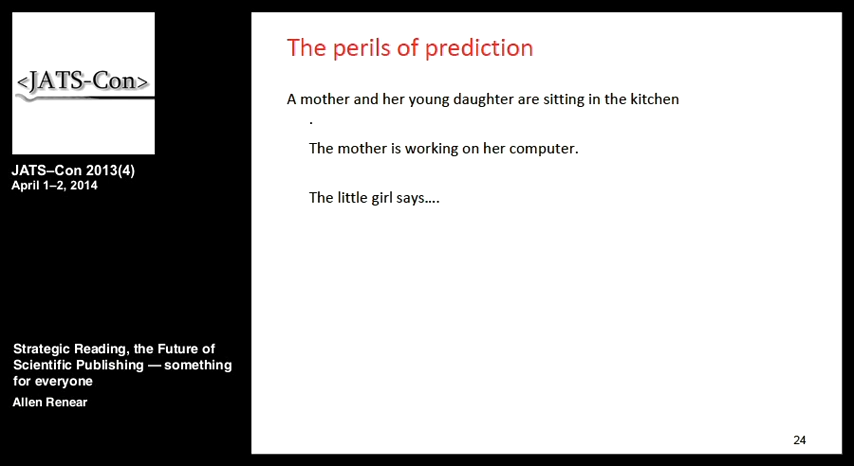 <JATS-Con>
JATS–Con 2013(4)
April 1–2, 2014
Strategic Reading, the Future of
Scientific Publishing — something
for everyone
Allen Renear
The perils of prediction
A mother and her young daughter are sitting in the kitchen
.
The mother is working on her computer.
The little girl says....
24